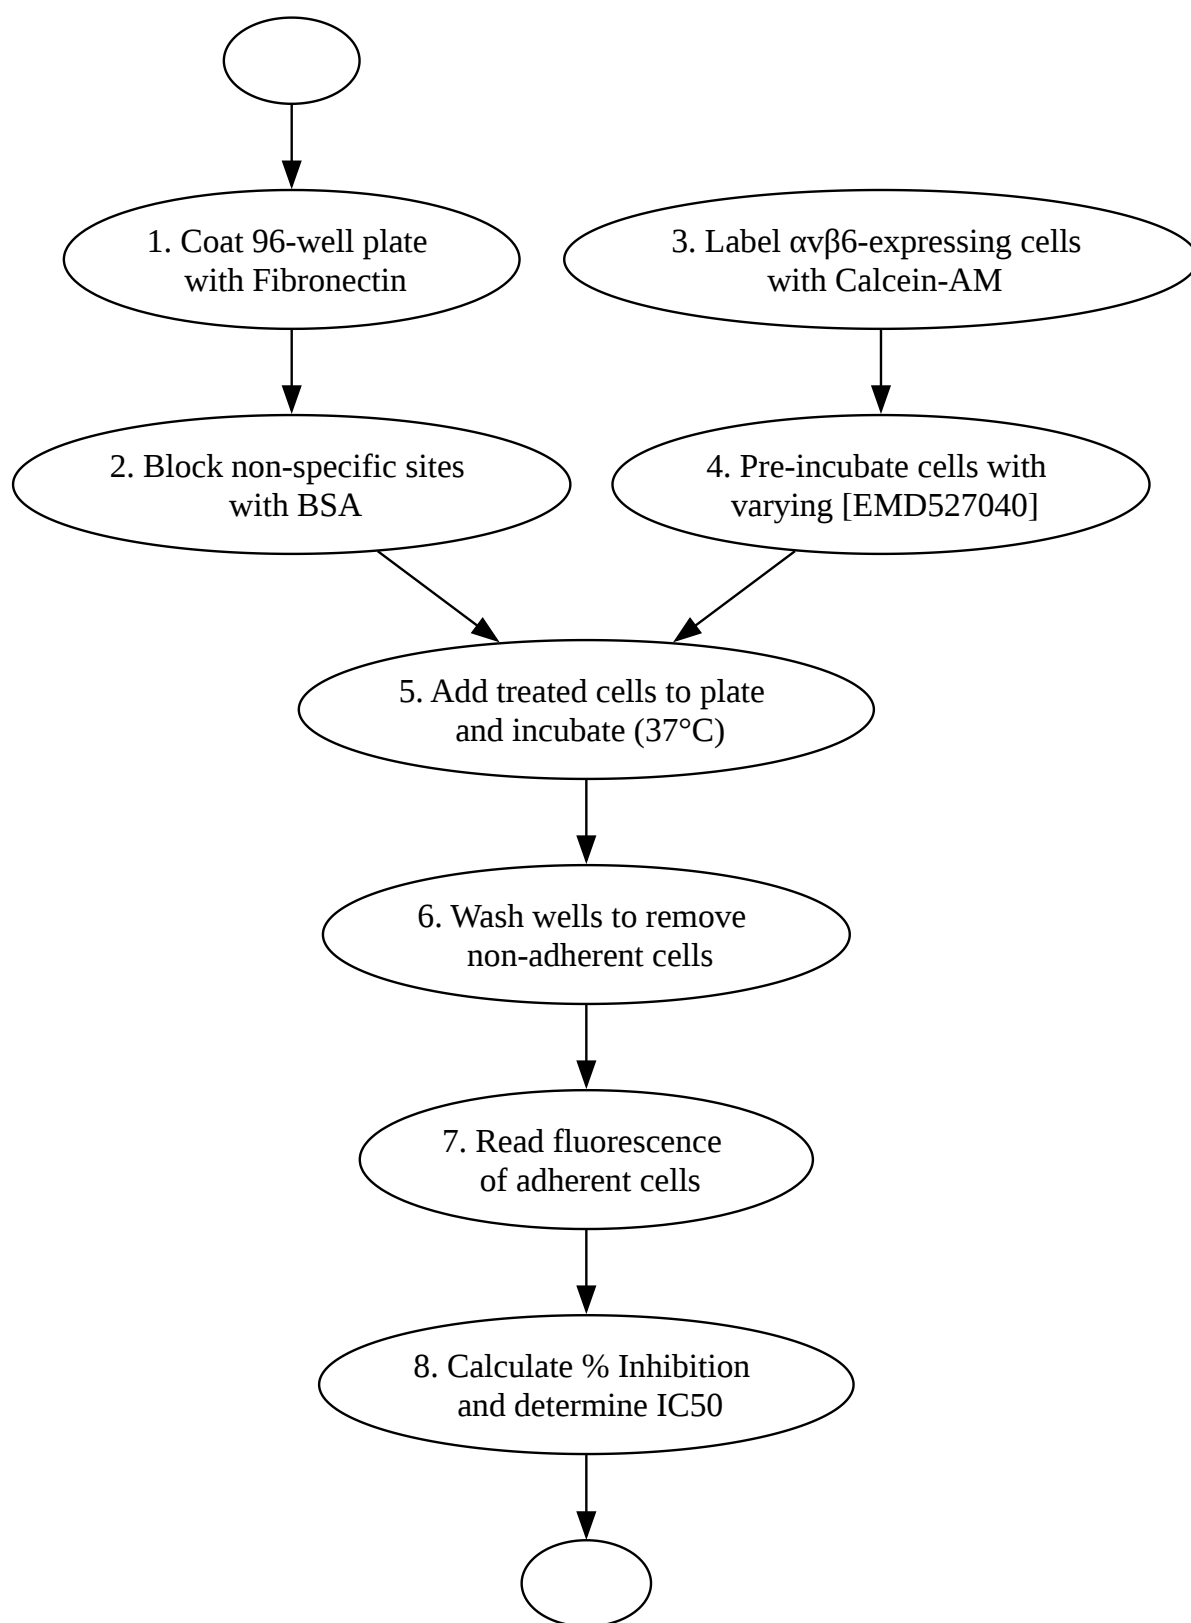 1. Coat 96-well plate
with Fibronectin
3. Label αvβ6-expressing cells
with Calcein-AM
2. Block non-specific sites
with BSA
4. Pre-incubate cells with
varying [EMD527040]
5. Add treated cells to plate
and incubate (37°C)
6. Wash wells to remove
non-adherent cells
7. Read fluorescence
of adherent cells
8. Calculate % Inhibition
and determine IC50